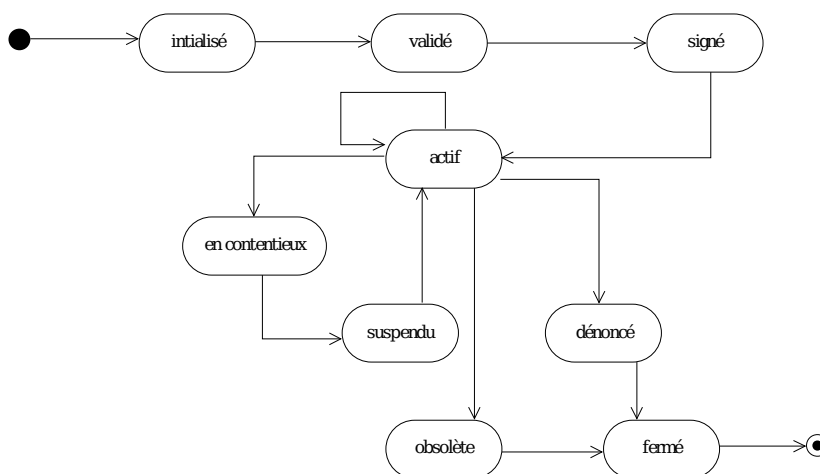 intialisé
validé
signé
actif
en contentieux
suspendu
dénoncé
obsolète
fermé